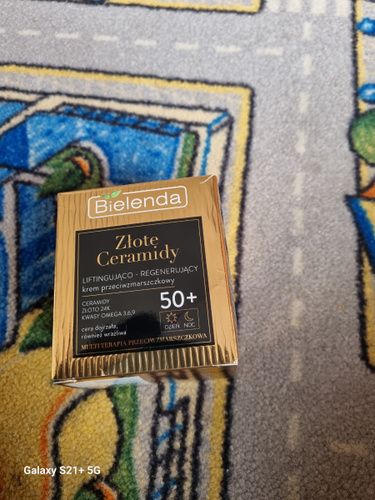 Bielenda
Złote
Ceramidy
LIFTINGUJĄCO - REGENERUJĄCY
krem przeciwzmarszczkowy
CERAMIDY
ZŁOTO 24K
KWASY OMEGA 3,6,9
50+
cera dojrzała,
również wrażliwa
DZIEŃ NOC
MULTITERAPIA PRZECIWZMARSZCZKOWA
Galaxy S21+ 5G